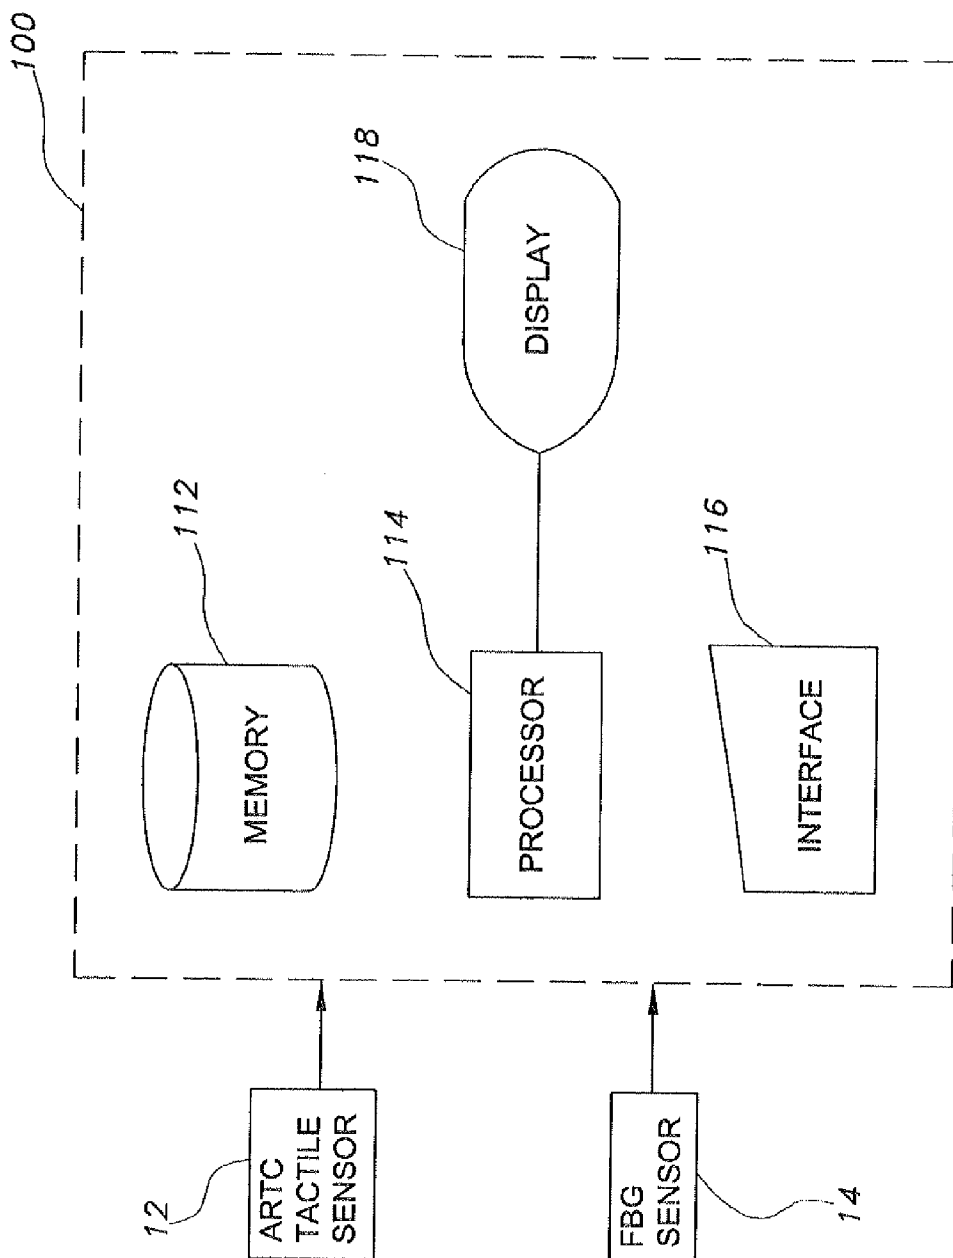 100
12
ARTC
TACTILE
SENSOR
112
MEMORY
114
PROCESSOR
118
DISPLAY
116
INTERFACE
FBG
SENSOR
14